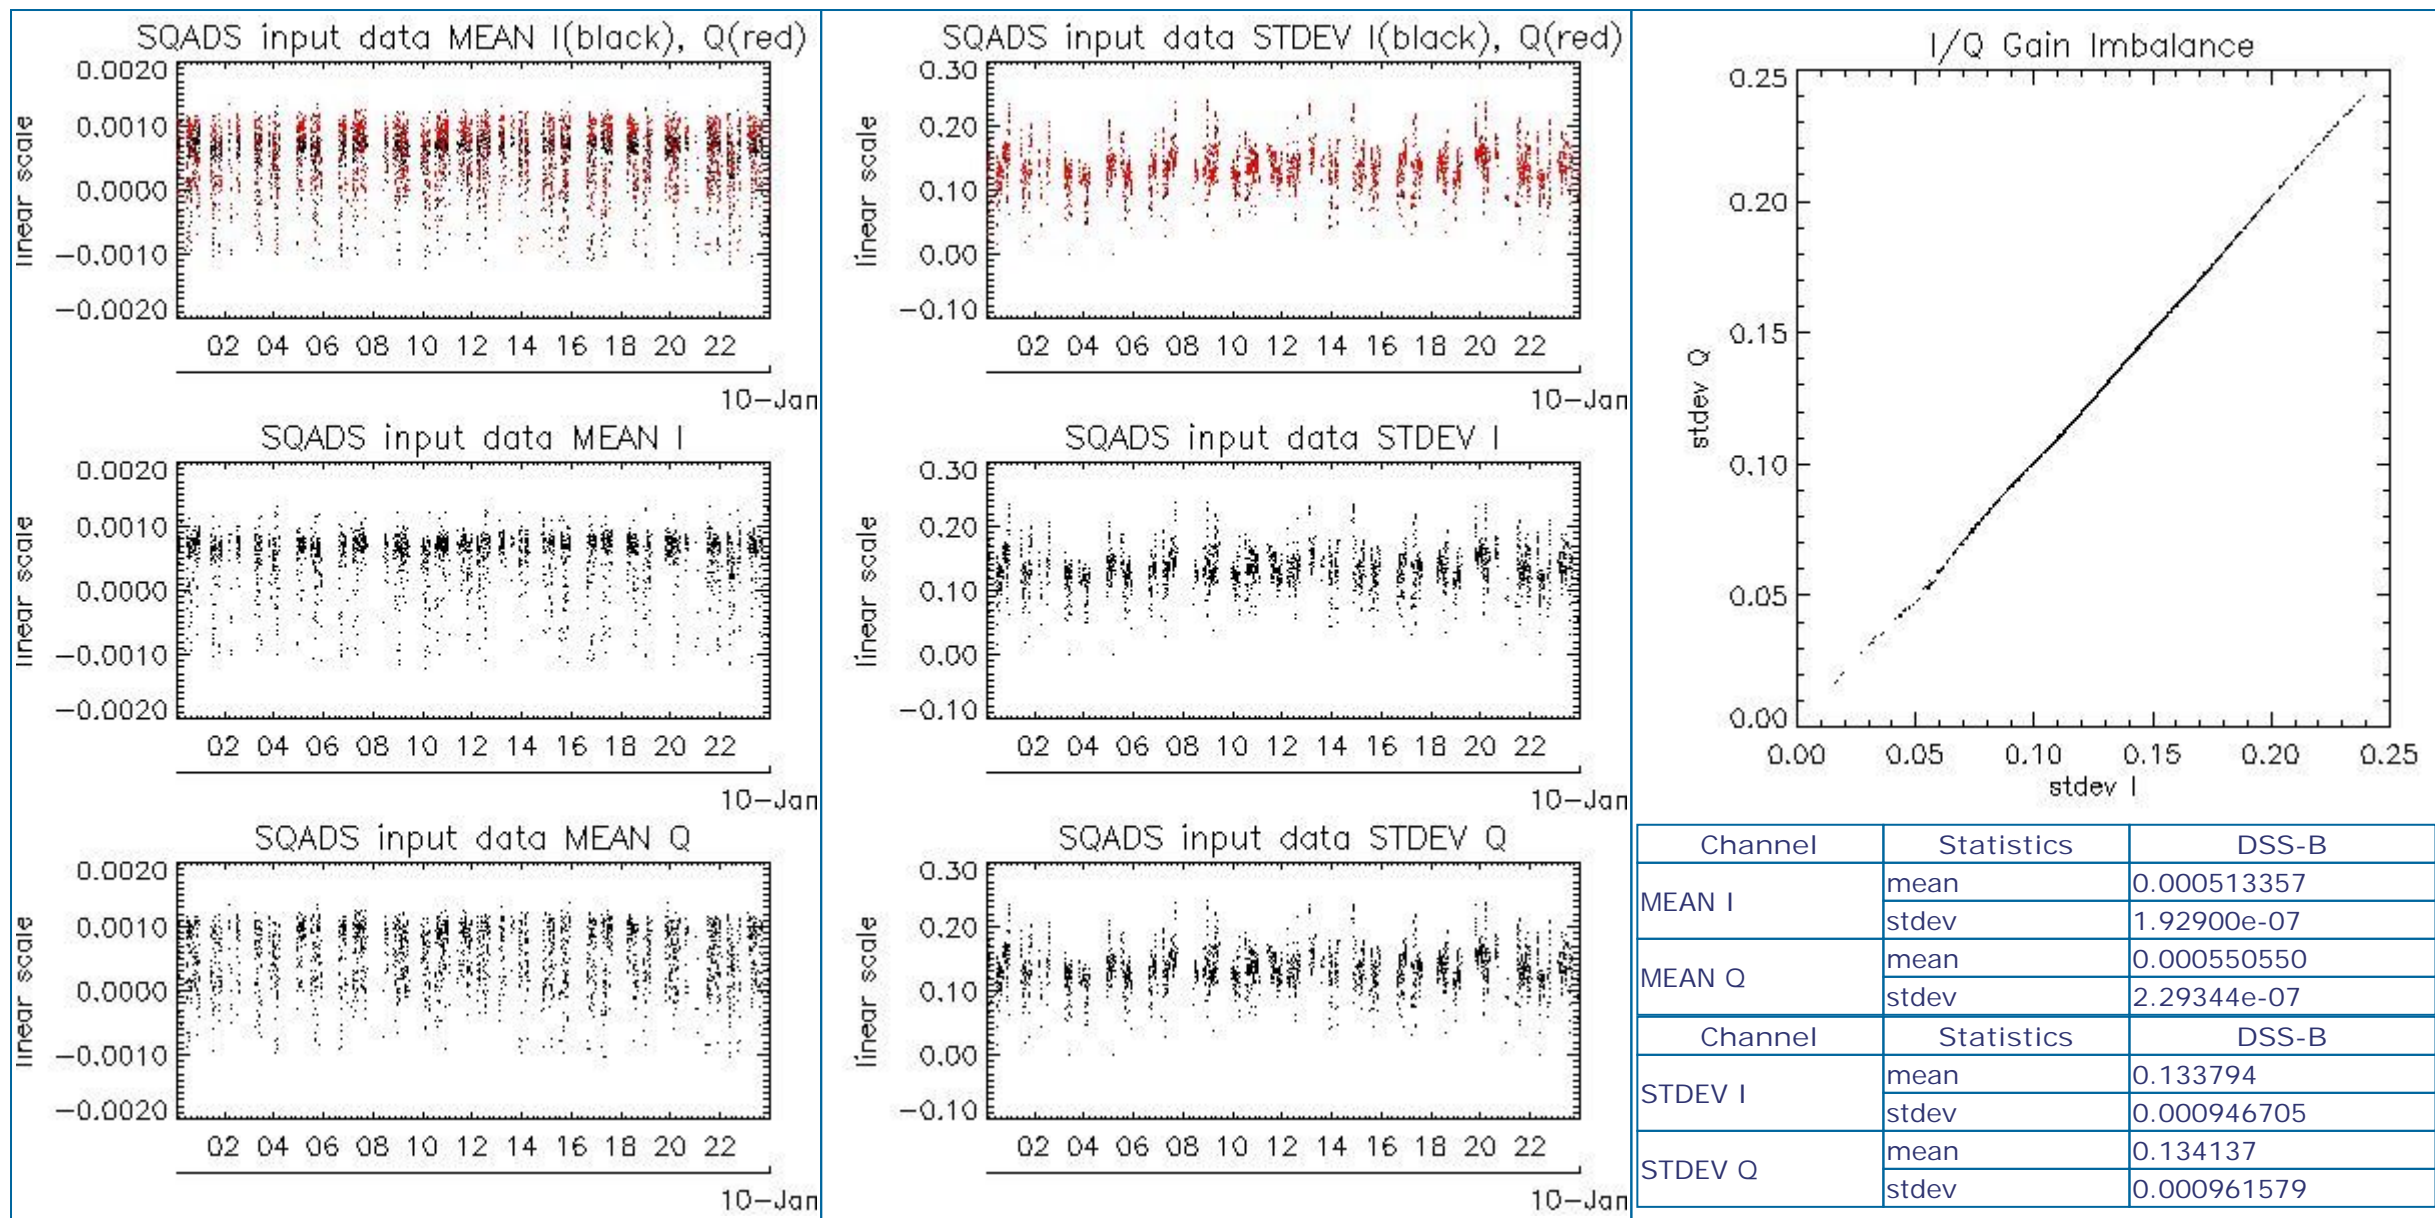 SQADS input data MEAN I(black), Q(red)
linear scale
0.0020
0.0010
0.0000
-0.0010
-0.0020
02 04 06 08 10 12 14 16 18 20 22
10-Jan
SQADS input data MEAN I
linear scale
0.0020
0.0010
0.0000
-0.0010
-0.0020
02 04 06 08 10 12 14 16 18 20 22
10-Jan
SQADS input data MEAN Q
linear scale
0.0020
0.0010
0.0000
-0.0010
-0.0020
02 04 06 08 10 12 14 16 18 20 22
10-Jan
SQADS input data STDEV I(black), Q(red)
linear scale
0.30
0.20
0.10
0.00
-0.10
02 04 06 08 10 12 14 16 18 20 22
10-Jan
SQADS input data STDEV I
linear scale
0.30
0.20
0.10
0.00
-0.10
02 04 06 08 10 12 14 16 18 20 22
10-Jan
SQADS input data STDEV Q
linear scale
0.30
0.20
0.10
0.00
-0.10
02 04 06 08 10 12 14 16 18 20 22
10-Jan
I/Q Gain Imbalance
stdev Q
0.25
0.20
0.15
0.10
0.05
0.00
0.00 0.05 0.10 0.15 0.20 0.25
stdev I
Channel Statistics DSS-B
MEAN I
mean 0.000513357
stdev 1.92900e-07
MEAN Q
mean 0.000550550
stdev 2.29344e-07
Channel Statistics DSS-B
STDEV I
mean 0.133794
stdev 0.000946705
STDEV Q
mean 0.134137
stdev 0.000961579